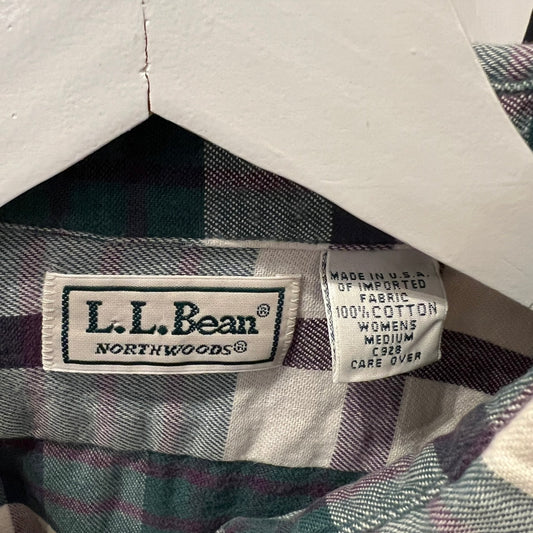 L.L.Bean®
NORTHWOODS®
MADE IN U.S.A.
OF IMPORTED
FABRIC
100% COTTON
WOMENS
MEDIUM
C928
CARE OVER